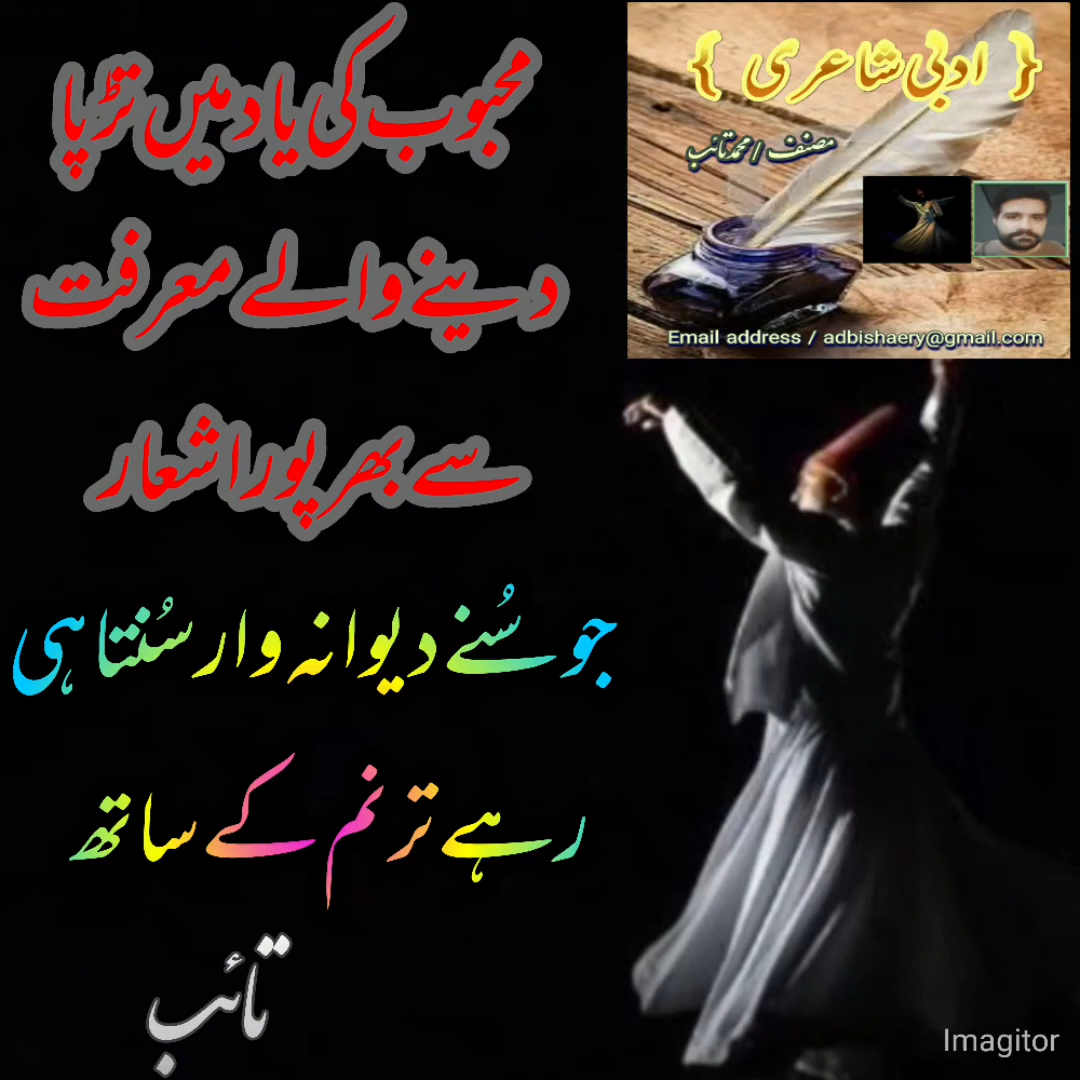 محبوب کی یاد میں تڑپا
دینے والے معرفت
سے بھرپور اشعار
جو سُنے دیوانہ وار سُنتا ہی
رہے ترنم کے ساتھ
تائب
{ ادبی شاعری }
مصنف / محمد تائب
Email address / adbishaery@gmail.com
Imagitor